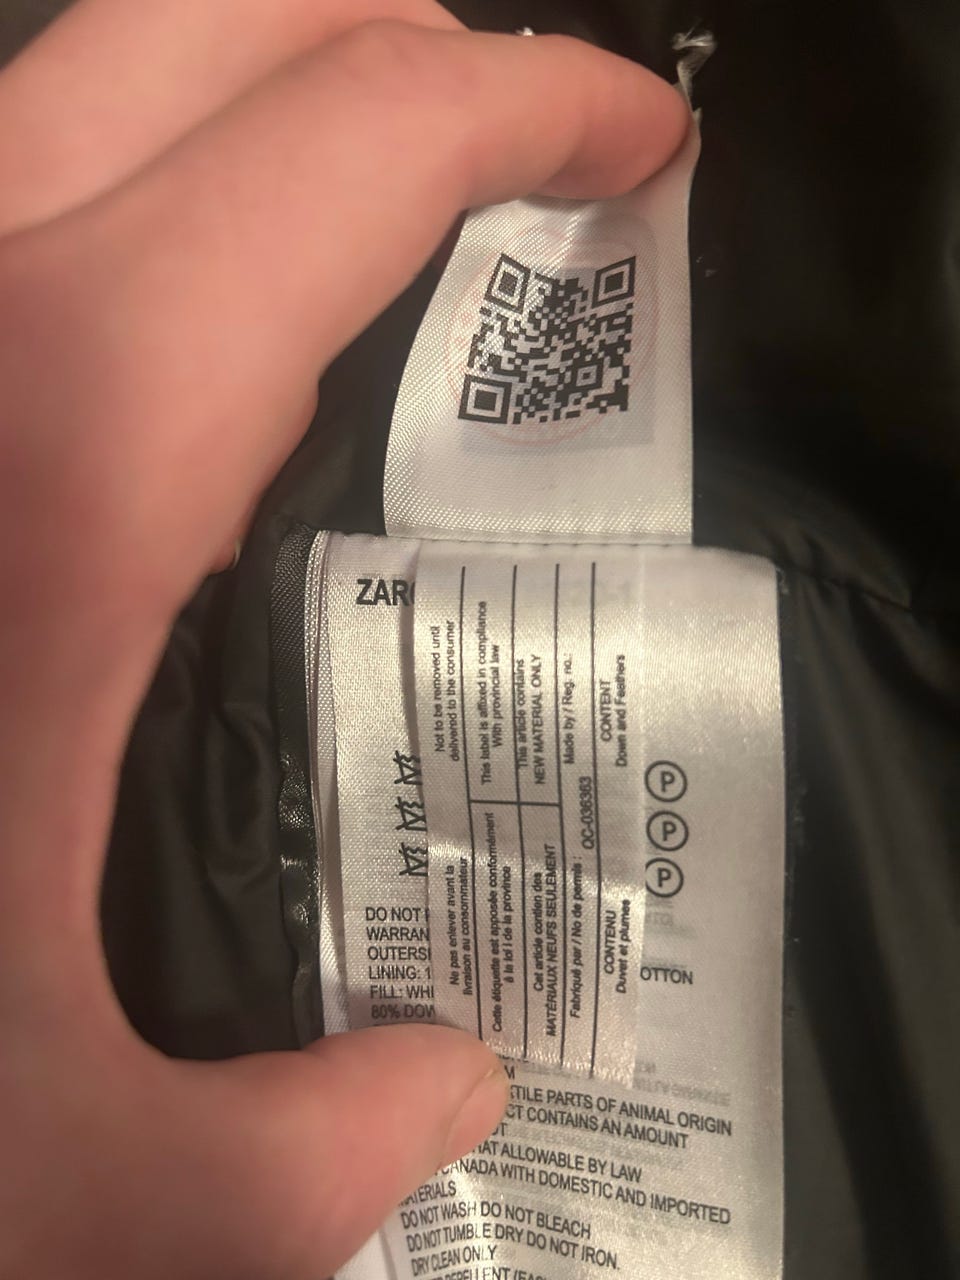 ZAR
Not to be removed until
delivered to the consumer
Ne pas enlever avant la
livraison au consommateur
This label is affixed in compliance
With provincial law
Cette étiquette est apposée conformément
à la loi l de la province
This article contains
NEW MATERIAL ONLY
Cet article contien des
MATÉRIAUX NEUFS SEULEMENT
Made by / Reg. no.:
Fabriqué par / No de permis : QC-036363
CONTENT
Down and Feathers
CONTENU
Duvet et plumes
P
P
P
DO NOT
WARRAN
OUTERS
LINING: 1
FILL: WHI
80% DOW
OTTON
M
TILE PARTS OF ANIMAL ORIGIN
CT CONTAINS AN AMOUNT
HAT ALLOWABLE BY LAW
CANADA WITH DOMESTIC AND IMPORTED
MATERIALS
DO NOT WASH DO NOT BLEACH
DO NOT TUMBLE DRY DO NOT IRON.
DRY CLEAN ONLY